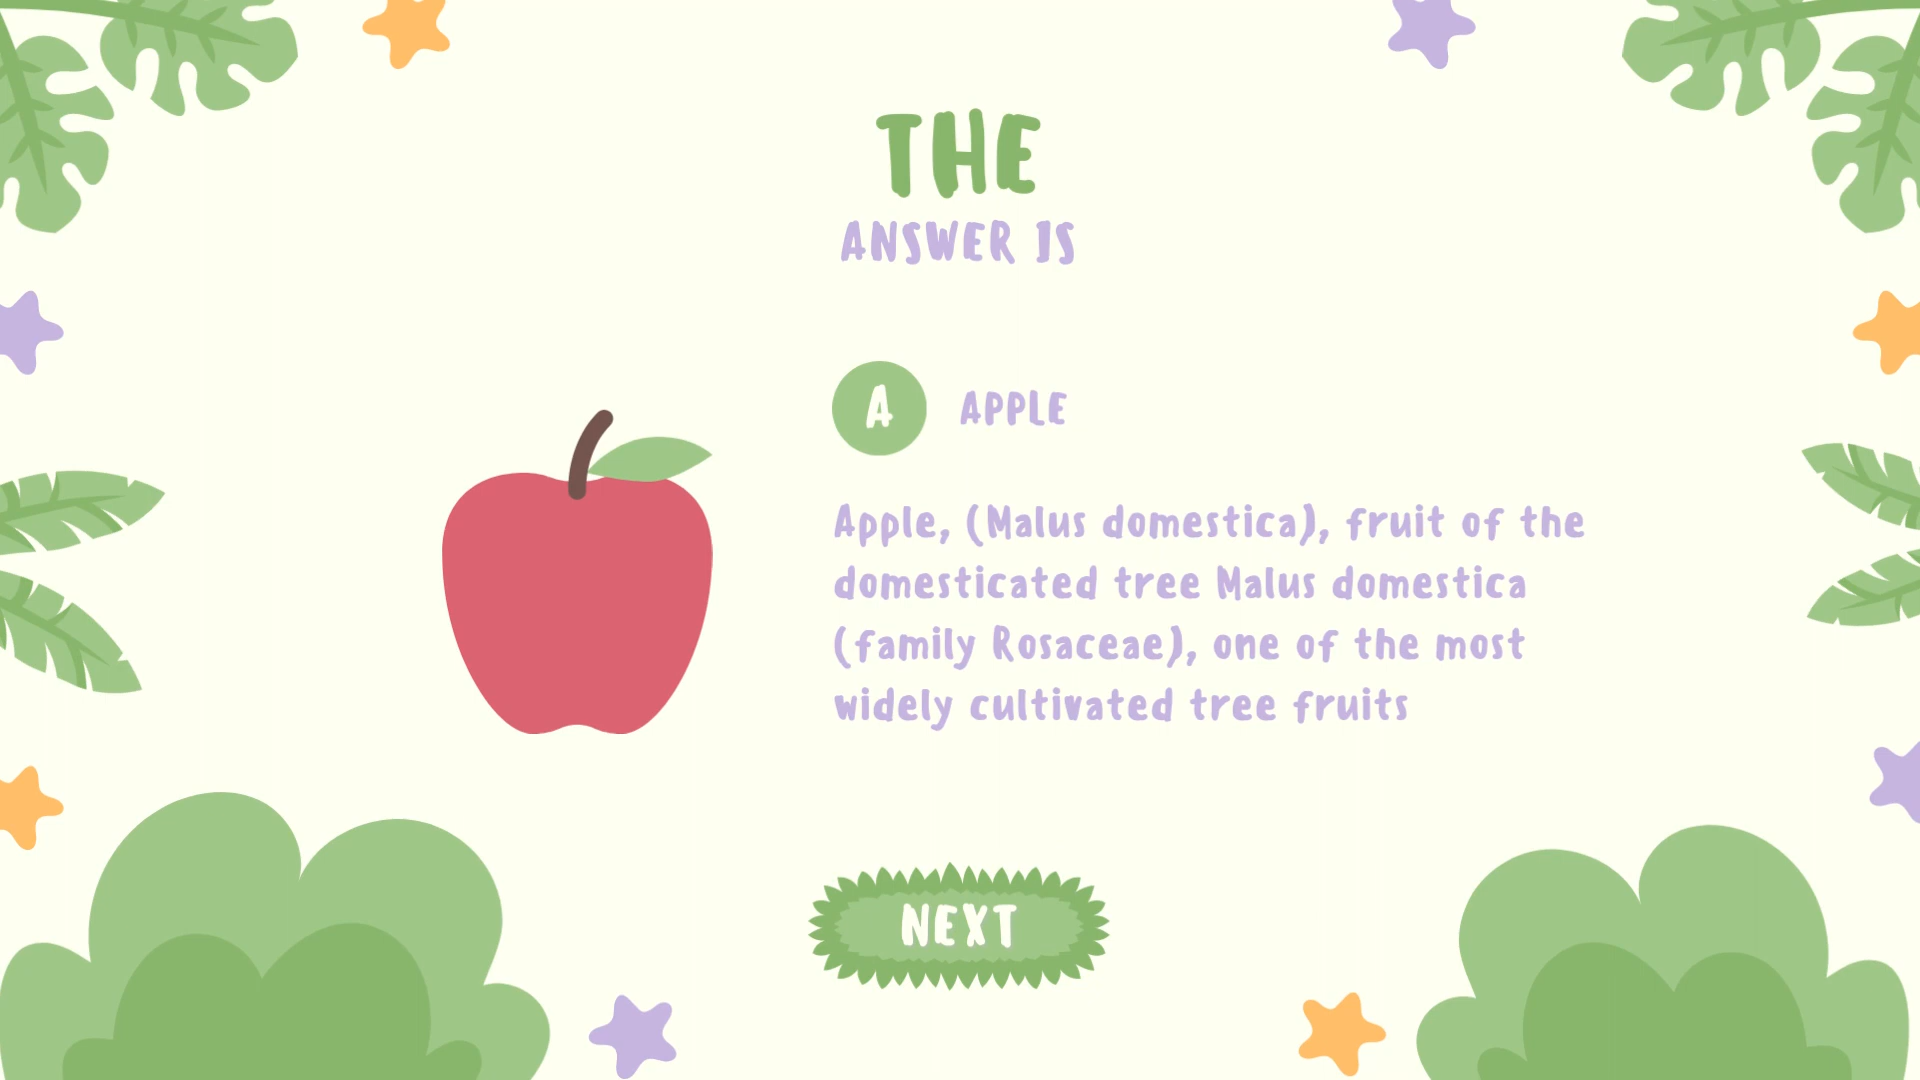 THE
ANSWER IS
A APPLE
Apple, (Malus domestica), fruit of the
domesticated tree Malus domestica
(family Rosaceae), one of the most
widely cultivated tree fruits
NEXT